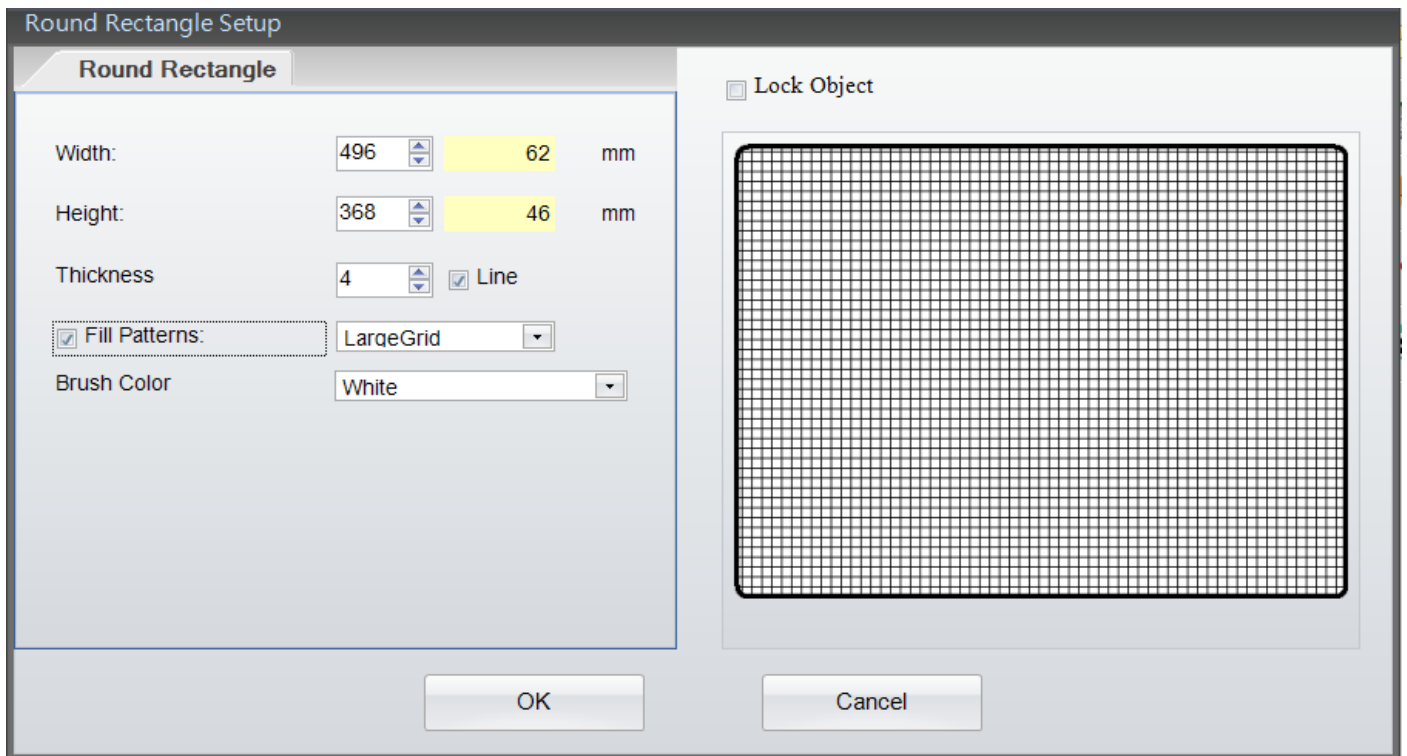 Round Rectangle Setup
Round Rectangle
Lock Object
Width: 496 62 mm
Height: 368 46 mm
Thickness 4 Line
Fill Patterns: LargeGrid
Brush Color White
OK Cancel